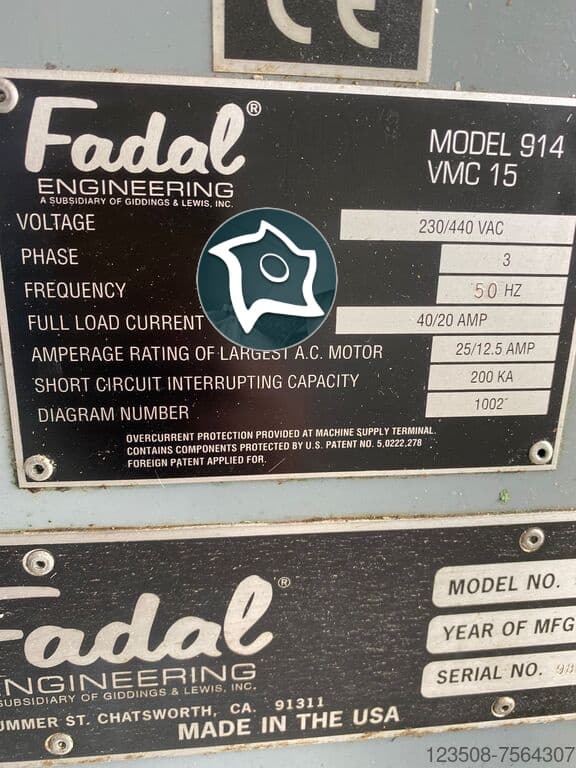 CE
Fadal®
ENGINEERING
A SUBSIDIARY OF GIDDINGS & LEWIS, INC.
MODEL 914
VMC 15
VOLTAGE 230/440 VAC
PHASE 3
FREQUENCY 50 HZ
FULL LOAD CURRENT 40/20 AMP
AMPERAGE RATING OF LARGEST A.C. MOTOR 25/12.5 AMP
SHORT CIRCUIT INTERRUPTING CAPACITY 200 KA
DIAGRAM NUMBER 1002
OVERCURRENT PROTECTION PROVIDED AT MACHINE SUPPLY TERMINAL
CONTAINS COMPONENTS PROTECTED BY U.S. PATENT NO. 5,0222,278
FOREIGN PATENT APPLIED FOR.
Fadal®
NGINEERING
SUBSIDIARY OF GIDDINGS & LEWIS, INC.
UMMER ST. CHATSWORTH, CA. 91311
MADE IN THE USA
MODEL NO.
YEAR OF MFG
SERIAL NO.
123508-7564307